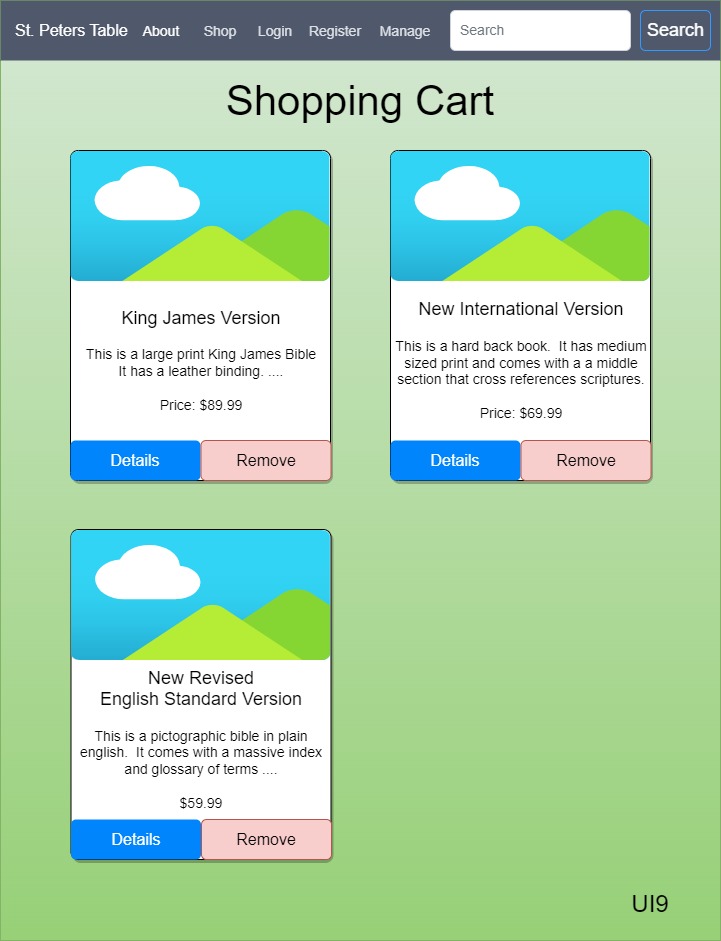 St. Peters Table About Shop Login Register Manage Search Search
Shopping Cart
King James Version
This is a large print King James Bible
It has a leather binding. ....
Price: $89.99
Details Remove
New International Version
This is a hard back book.  It has medium
sized print and comes with a a middle
section that cross references scriptures.
Price: $69.99
Details Remove
New Revised
English Standard Version
This is a pictographic bible in plain
english.  It comes with a massive index
and glossary of terms ....
$59.99
Details Remove
UI9